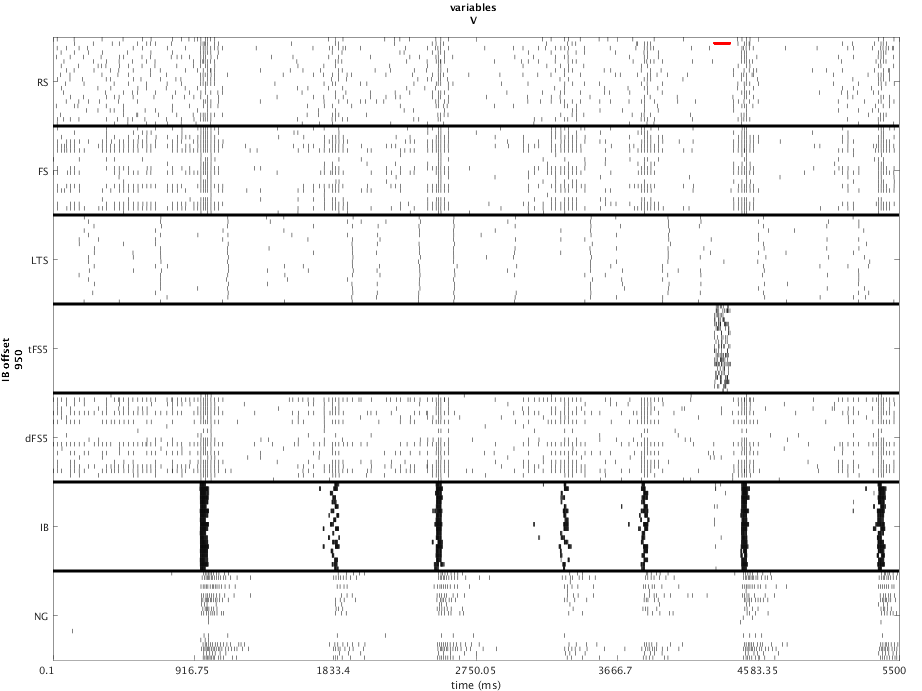 variables
V
RS
FS
LTS
tFS5
dFS5
IB
NG
IB offset
950
0.1 916.75 1833.4 2750.05 3666.7 4583.35 5500
time (ms)